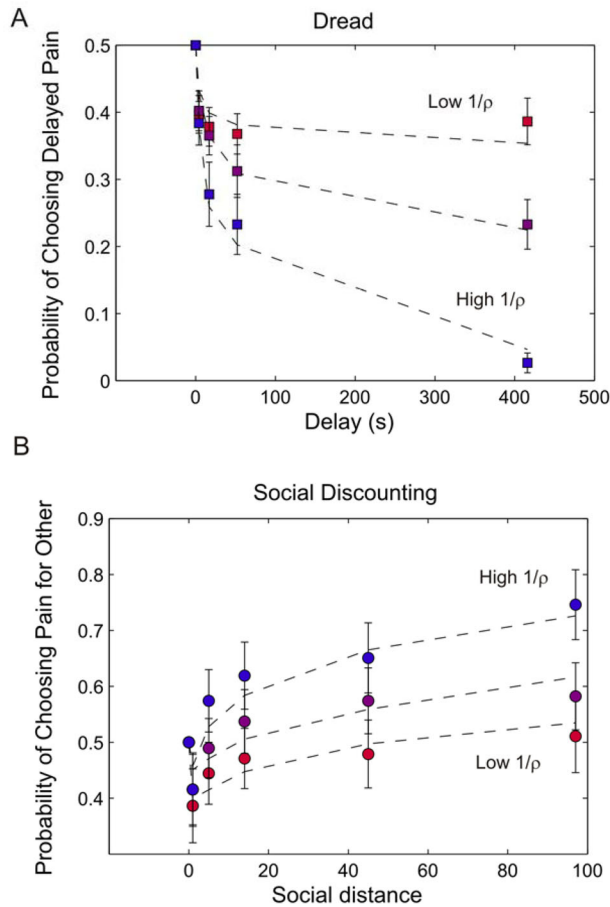 A
Dread
Probability of Choosing Delayed Pain
0.5
0.4
0.3
0.2
0.1
0
Low 1/ρ
High 1/ρ
0 100 200 300 400 500
Delay (s)
B
Social Discounting
Probability of Choosing Pain for Other
0.9
0.8
0.7
0.6
0.5
0.4
High 1/ρ
Low 1/ρ
0 20 40 60 80 100
Social distance